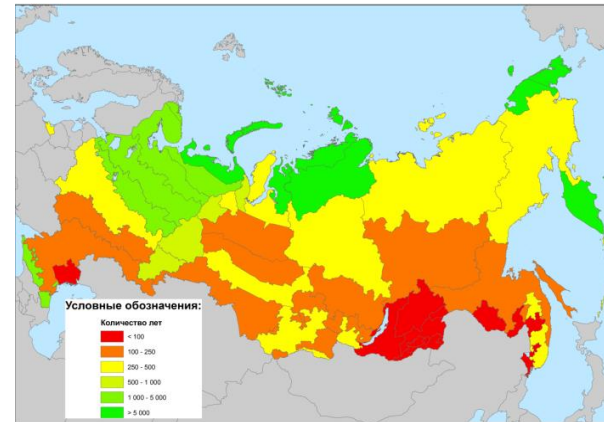 Условные обозначения:
Количество лет
< 100
100 - 250
250 - 500
500 - 1 000
1 000 - 5 000
> 5 000